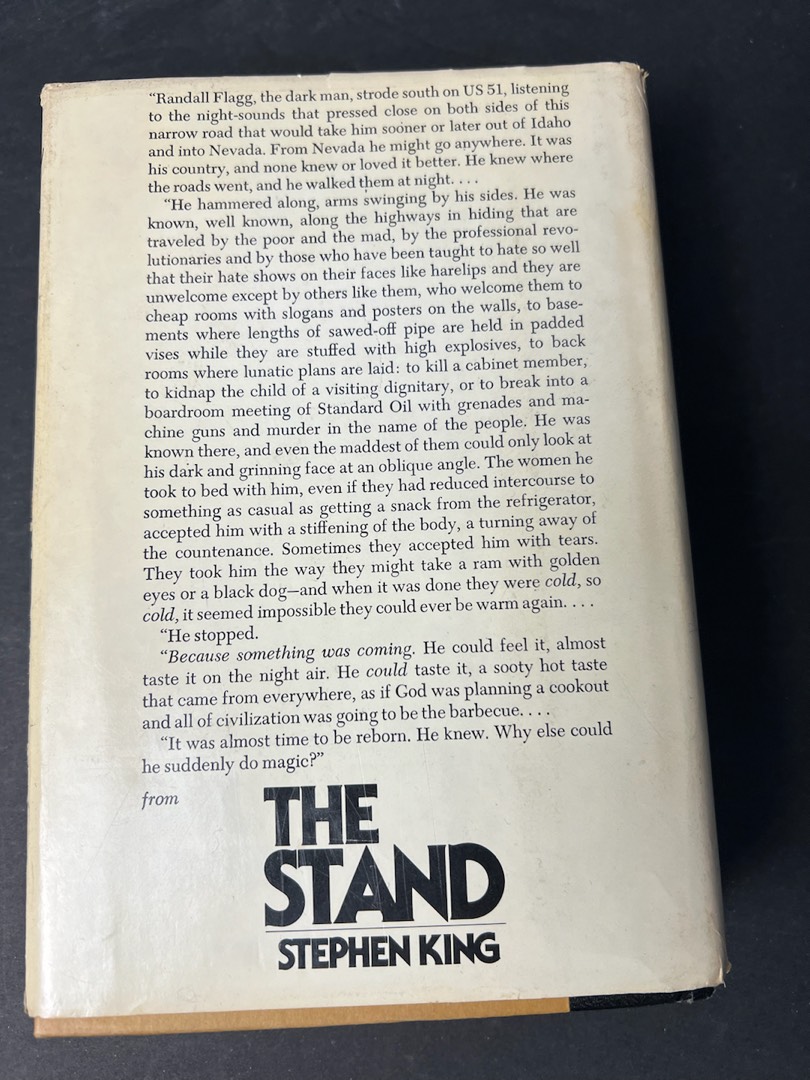 “Randall Flagg, the dark man, strode south on US 51, listening
to the night-sounds that pressed close on both sides of this
narrow road that would take him sooner or later out of Idaho
and into Nevada. From Nevada he might go anywhere. It was
his country, and none knew or loved it better. He knew where
the roads went, and he walked them at night. . . .
“He hammered along, arms swinging by his sides. He was
known, well known, along the highways in hiding that are
traveled by the poor and the mad, by the professional revo-
lutionaries and by those who have been taught to hate so well
that their hate shows on their faces like harelips and they are
unwelcome except by others like them, who welcome them to
cheap rooms with slogans and posters on the walls, to base-
ments where lengths of sawed-off pipe are held in padded
vises while they are stuffed with high explosives, to back
rooms where lunatic plans are laid: to kill a cabinet member,
to kidnap the child of a visiting dignitary, or to break into a
boardroom meeting of Standard Oil with grenades and ma-
chine guns and murder in the name of the people. He was
known there, and even the maddest of them could only look at
his dark and grinning face at an oblique angle. The women he
took to bed with him, even if they had reduced intercourse to
something as casual as getting a snack from the refrigerator,
accepted him with a stiffening of the body, a turning away of
the countenance. Sometimes they accepted him with tears.
They took him the way they might take a ram with golden
eyes or a black dog—and when it was done they were cold, so
cold, it seemed impossible they could ever be warm again. . . .
“He stopped.
“Because something was coming. He could feel it, almost
taste it on the night air. He could taste it, a sooty hot taste
that came from everywhere, as if God was planning a cookout
and all of civilization was going to be the barbecue. . . .
“It was almost time to be reborn. He knew. Why else could
he suddenly do magic?”
from
THE
STAND
STEPHEN KING